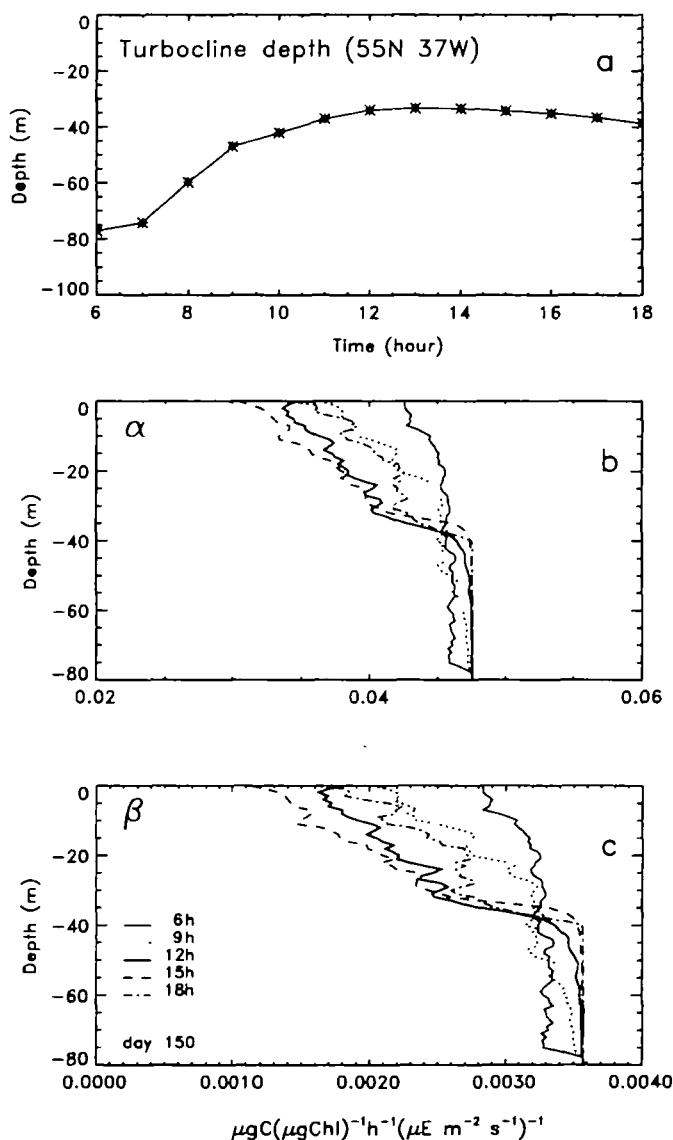 Turbocline depth (55N 37W)
a
0
-20
-40
-60
-80
-100
Depth (m)
6 8 10 12 14 16 18
Time (hour)
α
b
0
-20
-40
-60
-80
Depth (m)
0.02 0.04 0.06
β
c
0
-20
-40
-60
-80
Depth (m)
6h
9h
12h
15h
18h
day 150
0.0000 0.0010 0.0020 0.0030 0.0040
μgC(μgChl)⁻¹h⁻¹(μE m⁻² s⁻¹)⁻¹